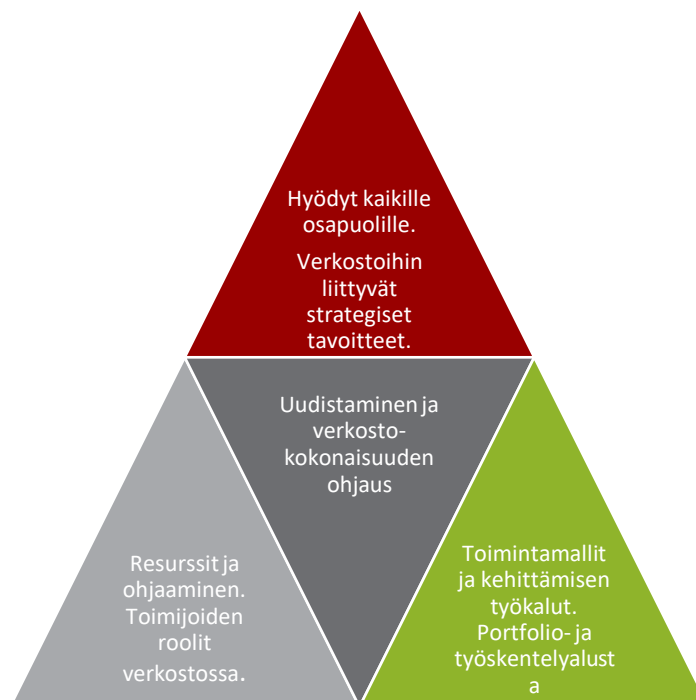 Hyödyt kaikille
osapuolille.
Verkostoihin
liittyvät
strategiset
tavoitteet.
Uudistaminen ja
verkosto-
kokonaisuuden
ohjaus
Resurssit ja
ohjaaminen.
Toimijoiden
roolit
verkostossa.
Toimintamallit
ja kehittämisen
työkalut.
Portfolio- ja
työskentelyalust
a